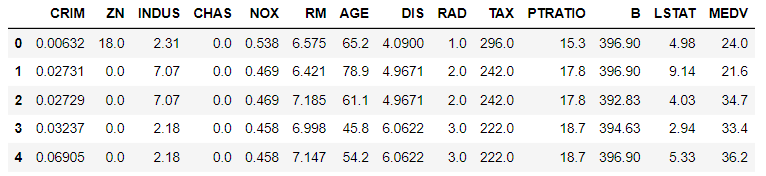 CRIM ZN INDUS CHAS NOX RM AGE DIS RAD TAX PTRATIO B LSTAT MEDV
0 0.00632 18.0 2.31 0.0 0.538 6.575 65.2 4.0900 1.0 296.0 15.3 396.90 4.98 24.0
1 0.02731 0.0 7.07 0.0 0.469 6.421 78.9 4.9671 2.0 242.0 17.8 396.90 9.14 21.6
2 0.02729 0.0 7.07 0.0 0.469 7.185 61.1 4.9671 2.0 242.0 17.8 392.83 4.03 34.7
3 0.03237 0.0 2.18 0.0 0.458 6.998 45.8 6.0622 3.0 222.0 18.7 394.63 2.94 33.4
4 0.06905 0.0 2.18 0.0 0.458 7.147 54.2 6.0622 3.0 222.0 18.7 396.90 5.33 36.2